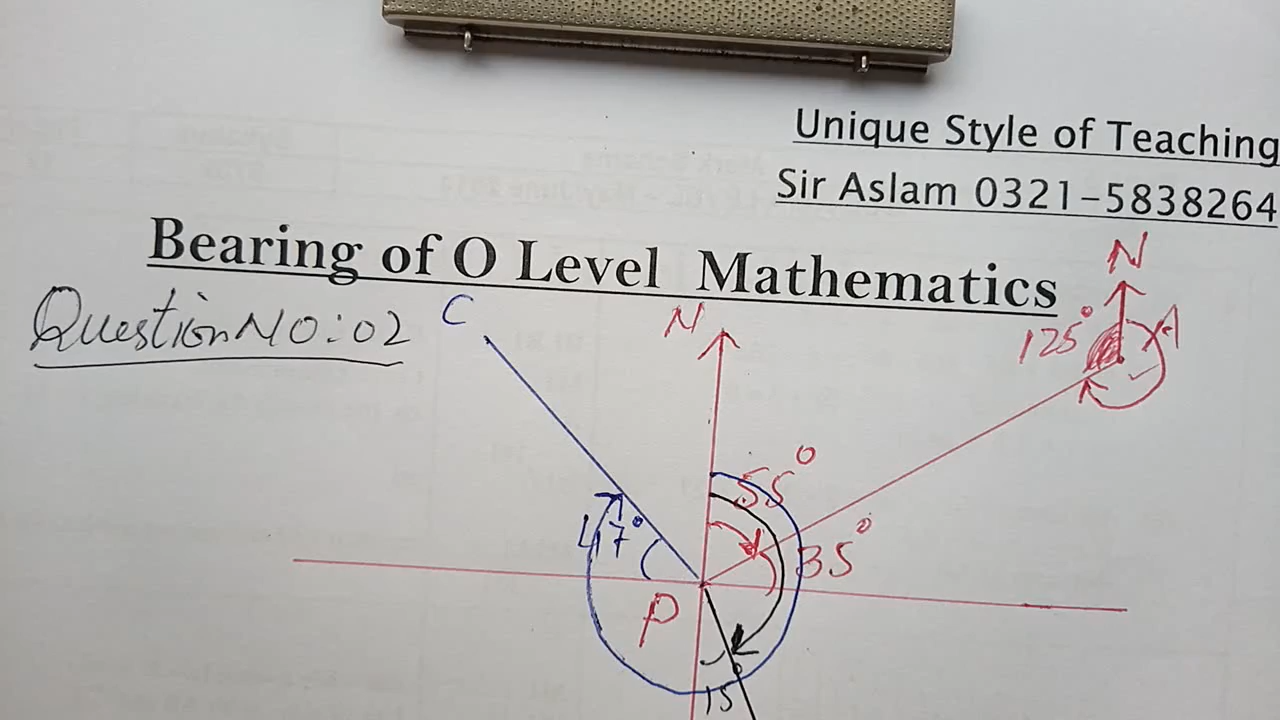 Unique Style of Teaching
Sir Aslam 0321-5838264
Bearing of O Level Mathematics
Question NO:02
C
N
N
125°
A
55°
47°
35°
P
15°